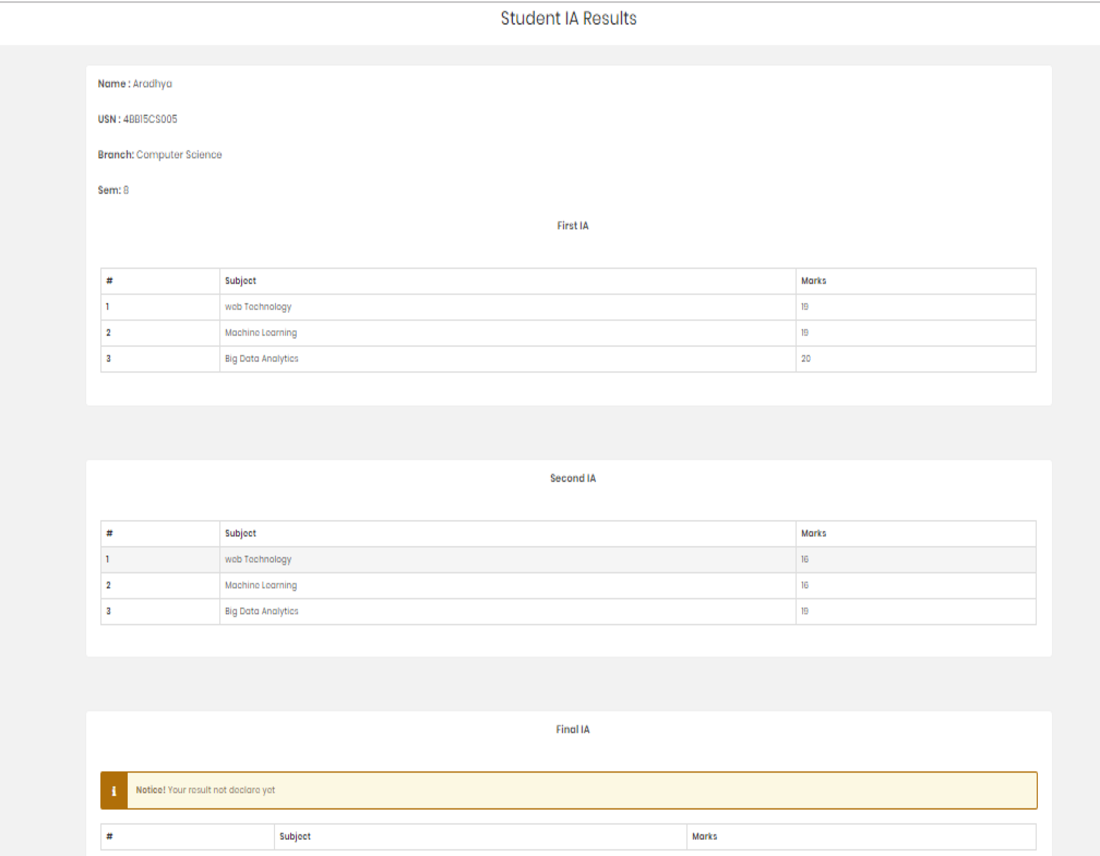 Student IA Results
Name : Aradhya
USN : 4BB15CS005
Branch: Computer Science
Sem: 8
First IA
# Subject Marks
1 web Technology 19
2 Machine Learning 19
3 Big Data Analytics 20
Second IA
# Subject Marks
1 web Technology 16
2 Machine Learning 16
3 Big Data Analytics 19
Final IA
Notice! Your result not declare yet
# Subject Marks